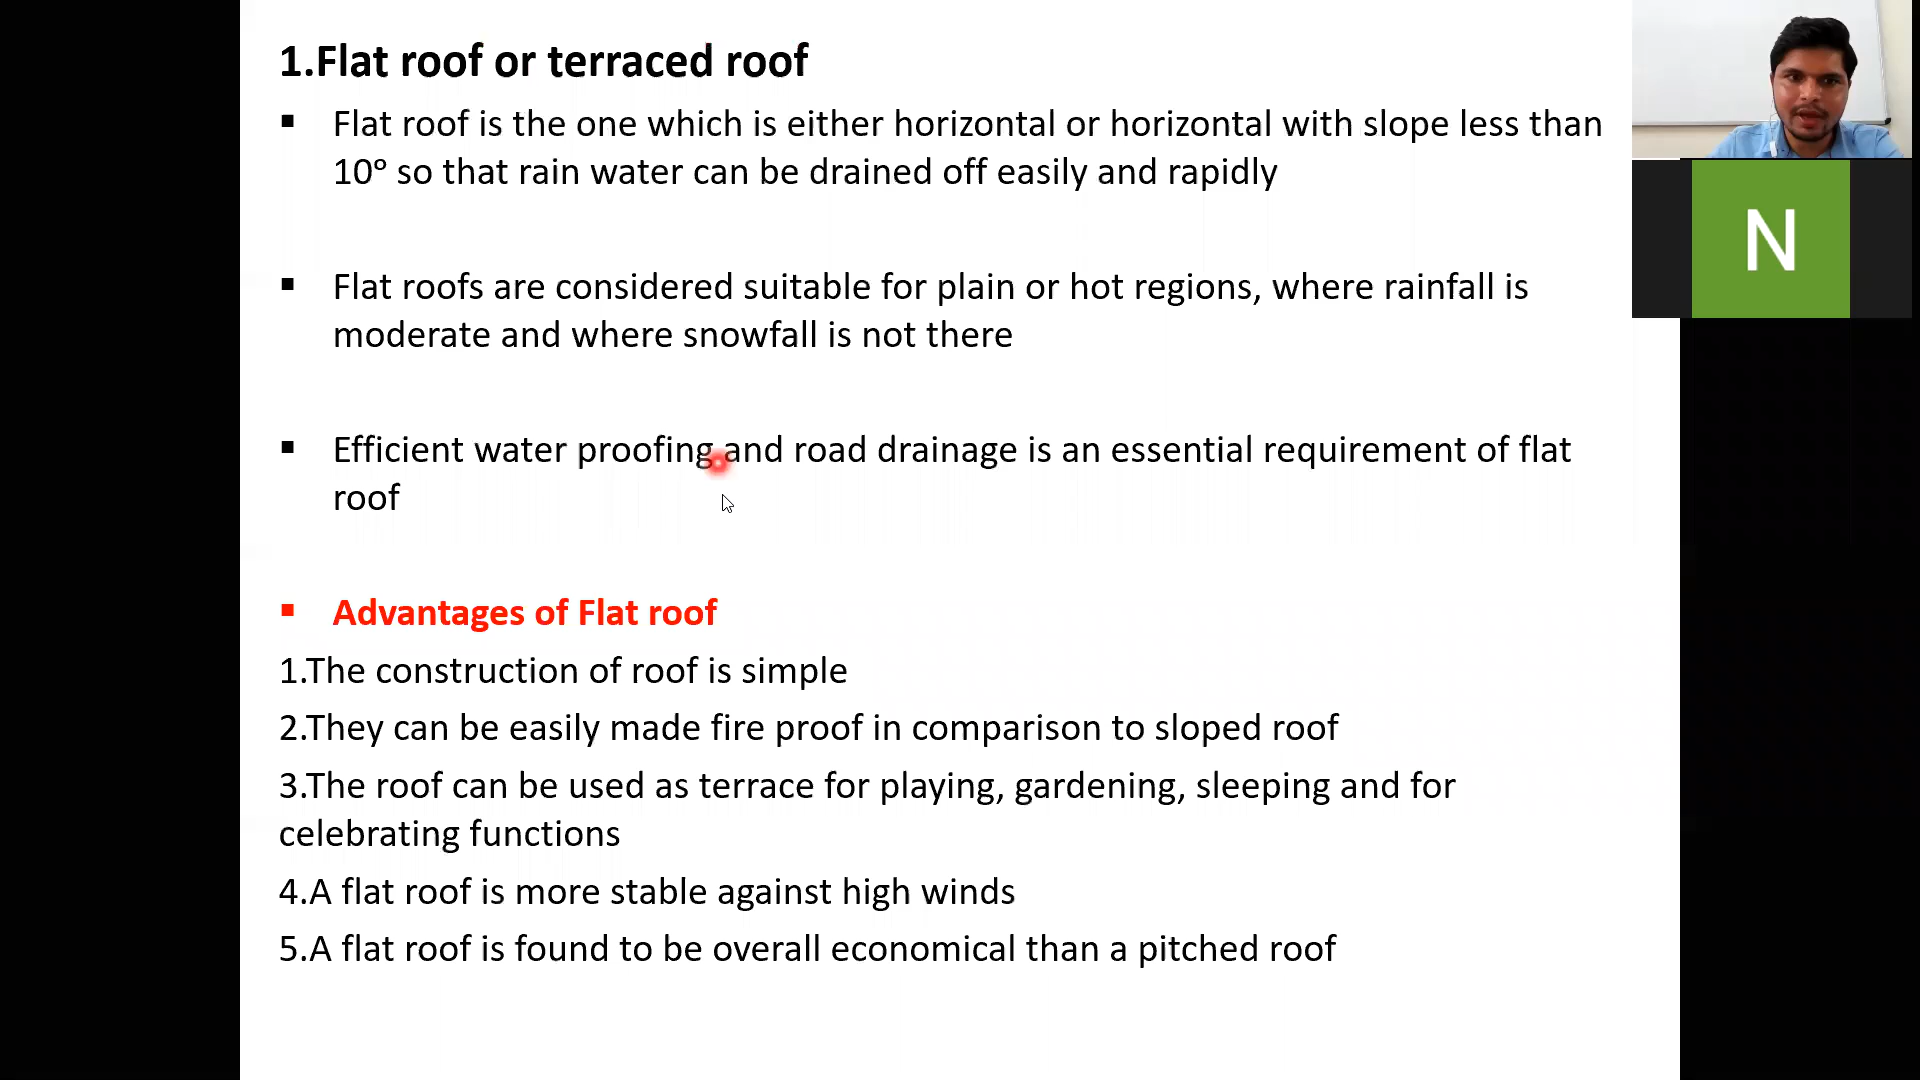 1.Flat roof or terraced roof
▪ Flat roof is the one which is either horizontal or horizontal with slope less than
10º so that rain water can be drained off easily and rapidly
▪ Flat roofs are considered suitable for plain or hot regions, where rainfall is
moderate and where snowfall is not there
▪ Efficient water proofing and road drainage is an essential requirement of flat
roof
▪ Advantages of Flat roof
1.The construction of roof is simple
2.They can be easily made fire proof in comparison to sloped roof
3.The roof can be used as terrace for playing, gardening, sleeping and for
celebrating functions
4.A flat roof is more stable against high winds
5.A flat roof is found to be overall economical than a pitched roof
N